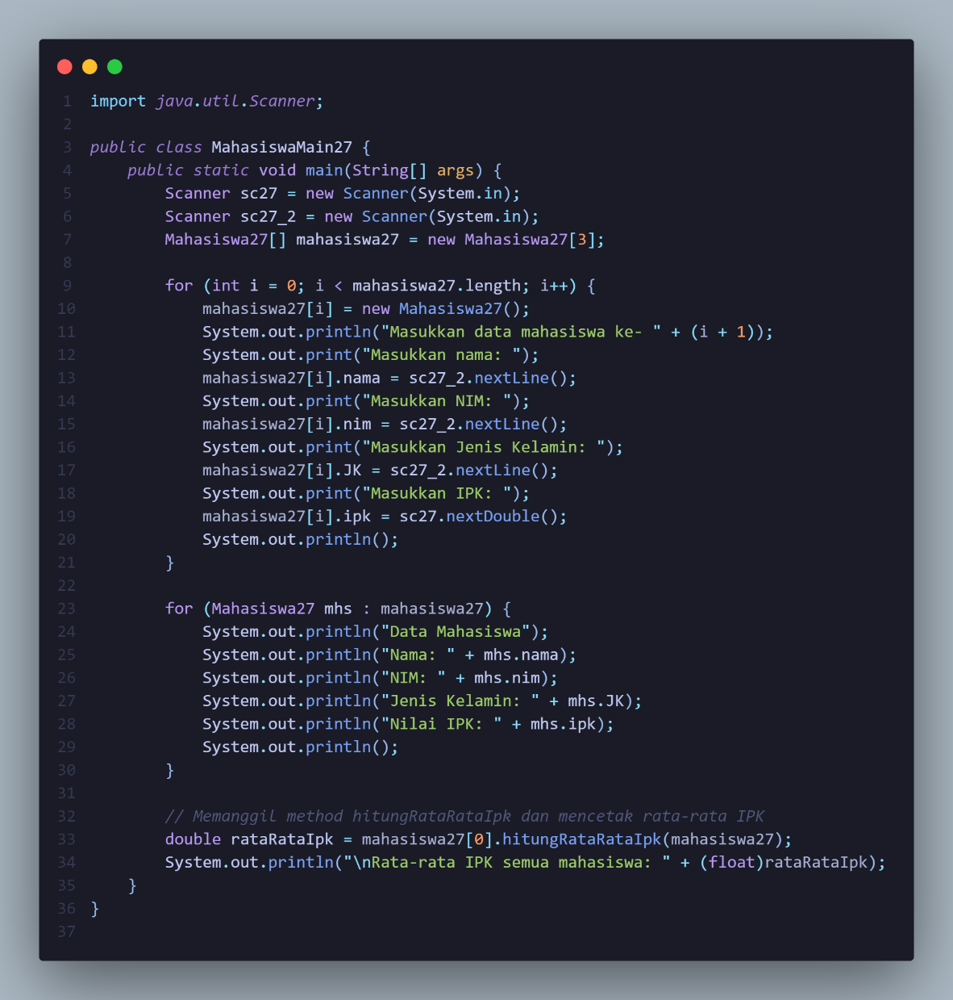 1 import java.util.Scanner;
2
3 public class MahasiswaMain27 {
4     public static void main(String[] args) {
5         Scanner sc27 = new Scanner(System.in);
6         Scanner sc27_2 = new Scanner(System.in);
7         Mahasiswa27[] mahasiswa27 = new Mahasiswa27[3];
8
9         for (int i = 0; i < mahasiswa27.length; i++) {
10             mahasiswa27[i] = new Mahasiswa27();
11             System.out.println("Masukkan data mahasiswa ke- " + (i + 1));
12             System.out.print("Masukkan nama: ");
13             mahasiswa27[i].nama = sc27_2.nextLine();
14             System.out.print("Masukkan NIM: ");
15             mahasiswa27[i].nim = sc27_2.nextLine();
16             System.out.print("Masukkan Jenis Kelamin: ");
17             mahasiswa27[i].JK = sc27_2.nextLine();
18             System.out.print("Masukkan IPK: ");
19             mahasiswa27[i].ipk = sc27.nextDouble();
20             System.out.println();
21         }
22
23         for (Mahasiswa27 mhs : mahasiswa27) {
24             System.out.println("Data Mahasiswa");
25             System.out.println("Nama: " + mhs.nama);
26             System.out.println("NIM: " + mhs.nim);
27             System.out.println("Jenis Kelamin: " + mhs.JK);
28             System.out.println("Nilai IPK: " + mhs.ipk);
29             System.out.println();
30         }
31
32         // Memanggil method hitungRataRataIpk dan mencetak rata-rata IPK
33         double rataRataIpk = mahasiswa27[0].hitungRataRataIpk(mahasiswa27);
34         System.out.println("\nRata-rata IPK semua mahasiswa: " + (float)rataRataIpk);
35     }
36 }
37